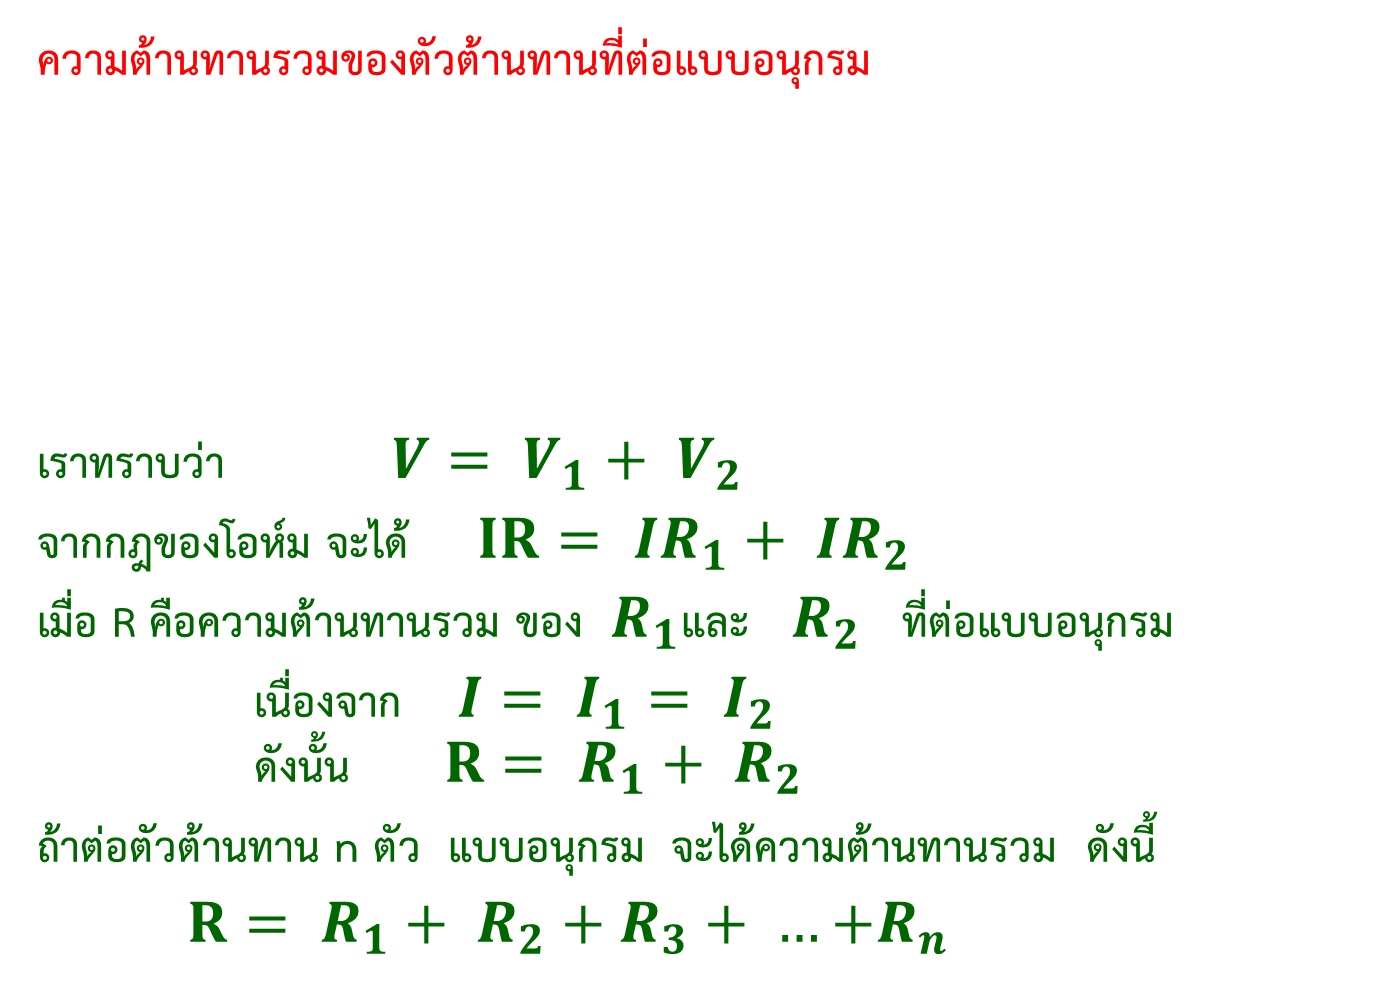 ความต้านทานรวมของตัวต้านทานที่ต่อแบบอนุกรม
เราทราบว่า V = V₁ + V₂
จากกฎของโอห์ม จะได้ IR = IR₁ + IR₂
เมื่อ R คือความต้านทานรวม ของ R₁และ R₂ ที่ต่อแบบอนุกรม
เนื่องจาก I = I₁ = I₂
ดังนั้น R = R₁ + R₂
ถ้าต่อตัวต้านทาน n ตัว แบบอนุกรม จะได้ความต้านทานรวม ดังนี้
R = R₁ + R₂ + R₃ + … +Rₙ